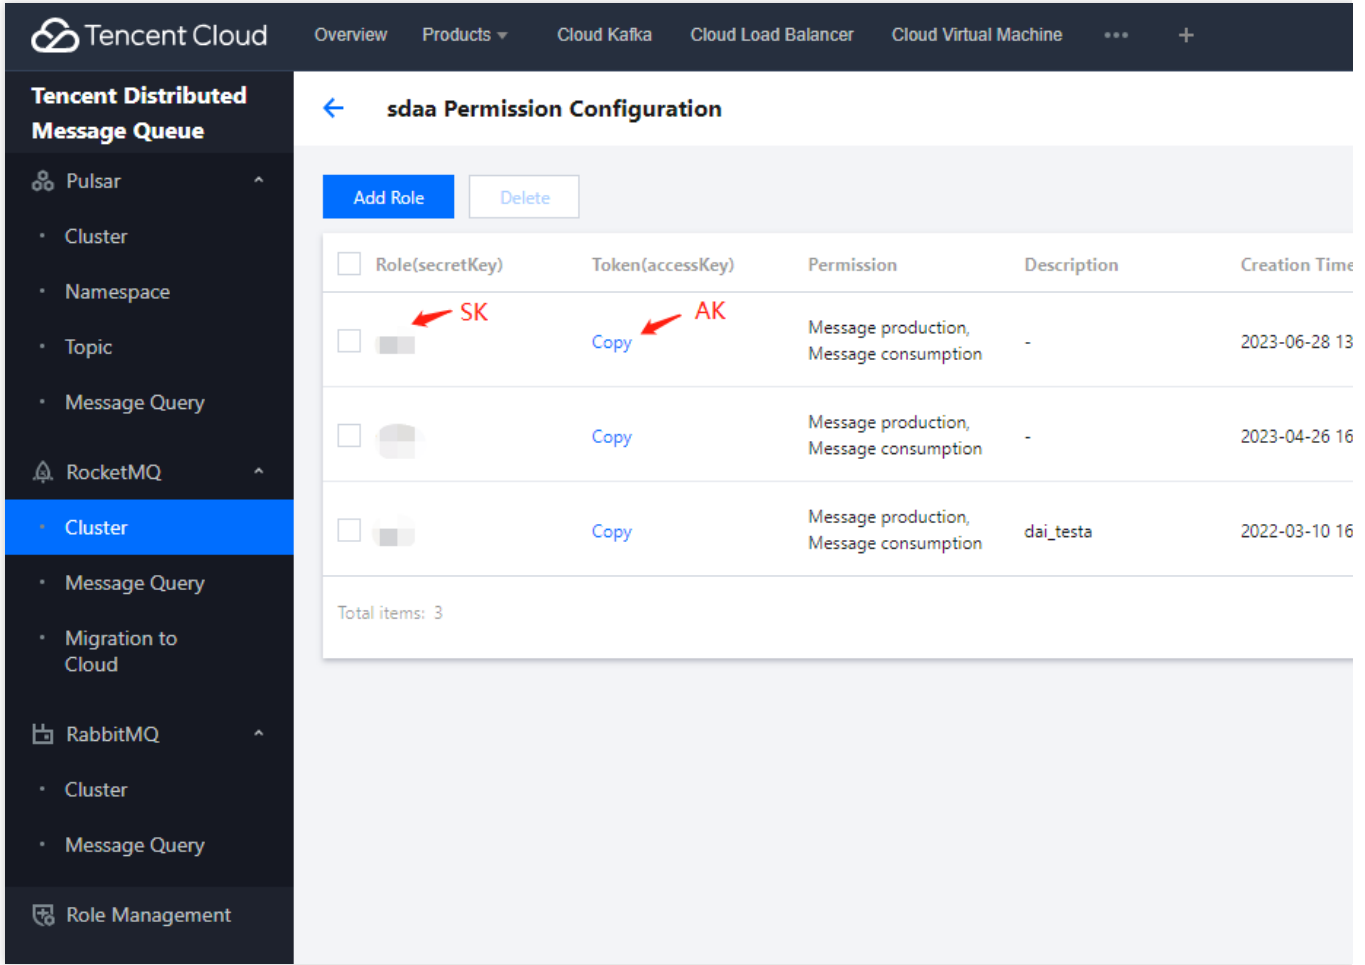 Tencent Cloud
Overview Products Cloud Kafka Cloud Load Balancer Cloud Virtual Machine ••• +
Tencent Distributed
Message Queue
Pulsar
Cluster
Namespace
Topic
Message Query
RocketMQ
Cluster
Message Query
Migration to
Cloud
RabbitMQ
Cluster
Message Query
Role Management
sdaa Permission Configuration
Add Role Delete
Role(secretKey) Token(accessKey) Permission Description Creation Time
SK AK
Copy Message production,
Message consumption - 2023-06-28 13
Copy Message production,
Message consumption - 2023-04-26 16
Copy Message production,
Message consumption dai_testa 2022-03-10 16
Total items: 3